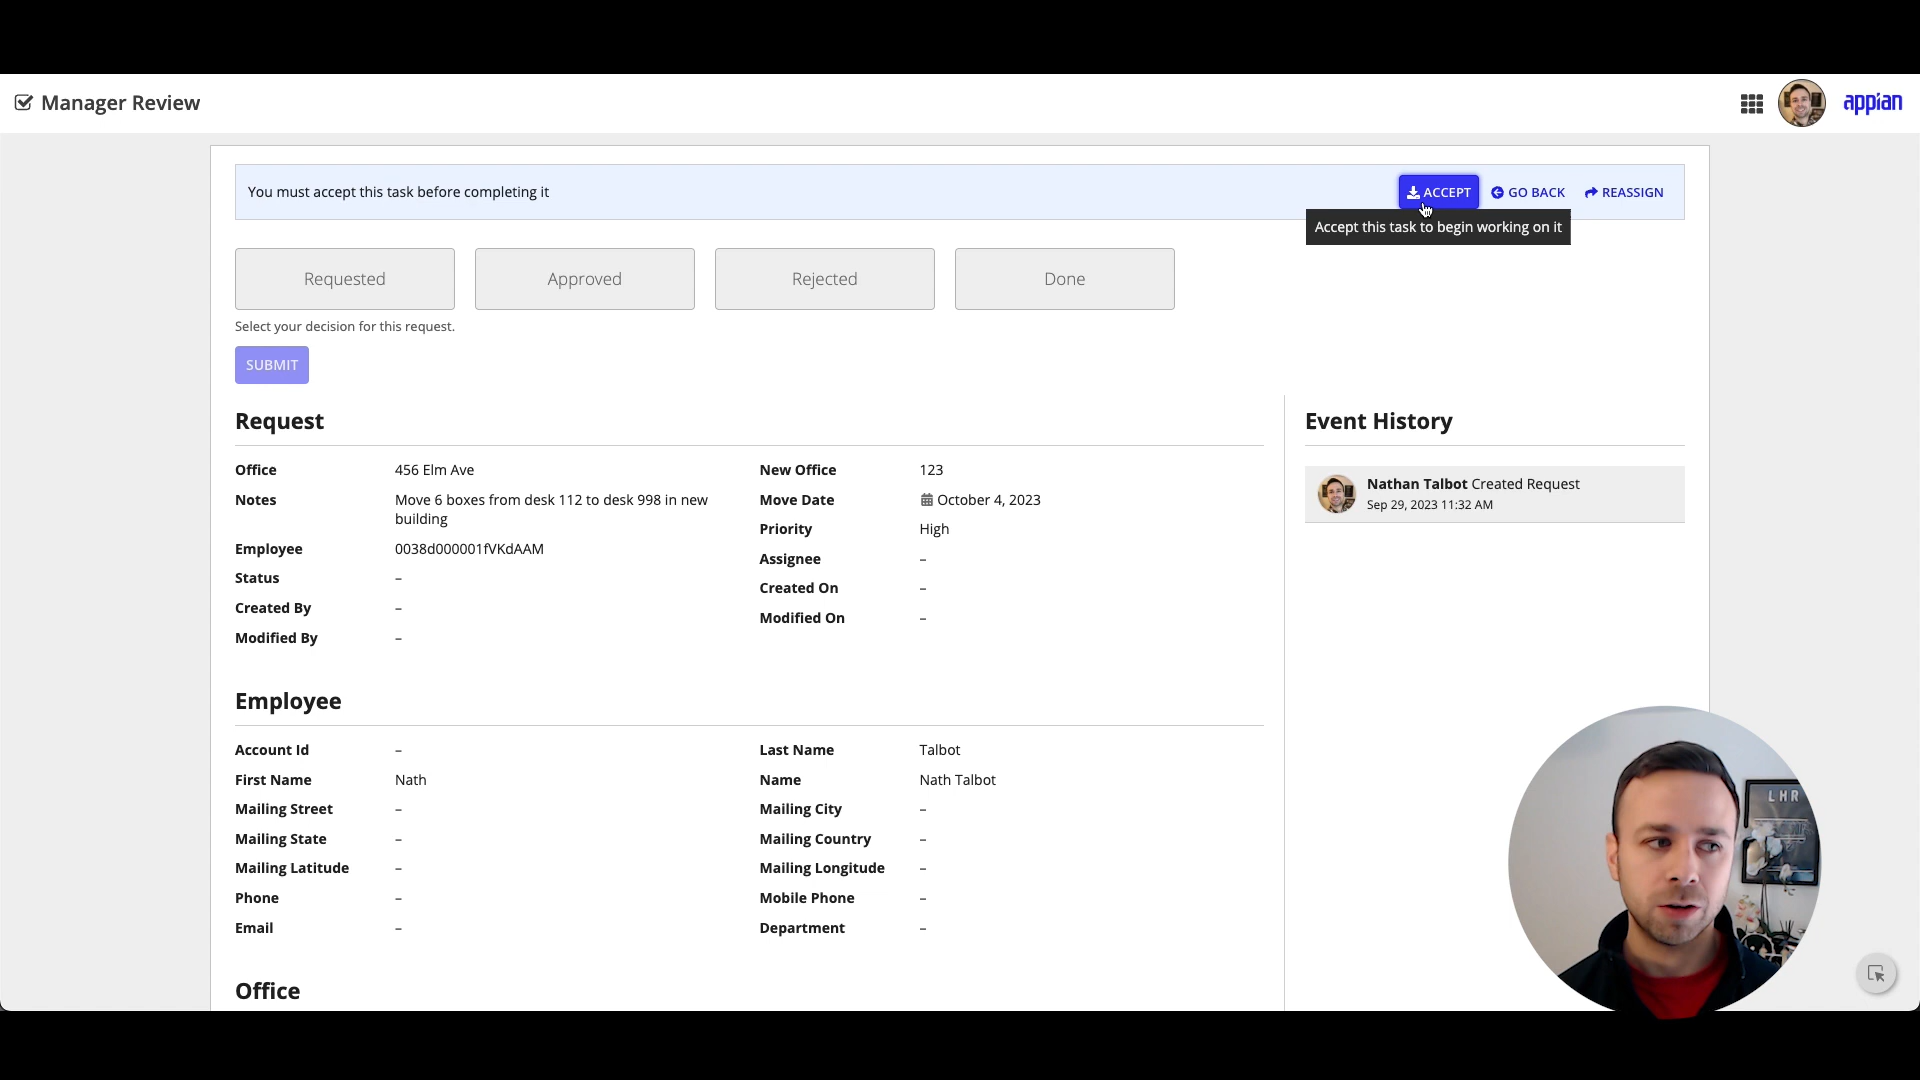 Manager Review
appian
You must accept this task before completing it
ACCEPT
GO BACK
REASSIGN
Accept this task to begin working on it
Requested
Approved
Rejected
Done
Select your decision for this request.
SUBMIT
Request
Office
456 Elm Ave
New Office
123
Notes
Move 6 boxes from desk 112 to desk 998 in new
building
Move Date
October 4, 2023
Priority
High
Employee
0038d000001fVKdAAM
Assignee
–
Status
–
Created On
–
Created By
–
Modified On
–
Modified By
–
Event History
Nathan Talbot Created Request
Sep 29, 2023 11:32 AM
Employee
Account Id
–
Last Name
Talbot
First Name
Nath
Name
Nath Talbot
Mailing Street
–
Mailing City
–
Mailing State
–
Mailing Country
–
Mailing Latitude
–
Mailing Longitude
–
Phone
–
Mobile Phone
–
Email
–
Department
–
Office
LHR